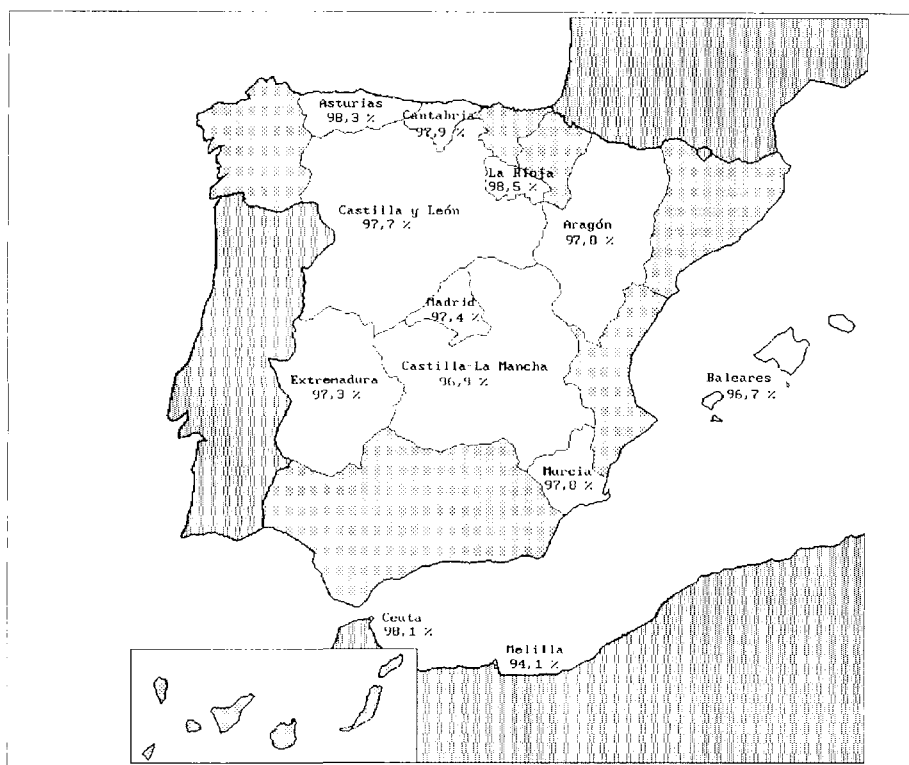 Asturias
98,3 %
Cantabria
97,9 %
La Rioja
98,5 %
Castilla y León
97,7 %
Aragón
97,8 %
Madrid
97,4 %
Extremadura
97,3 %
Castilla-La Mancha
96,9 %
Baleares
96,7 %
Murcia
97,8 %
Ceuta
98,1 %
Melilla
94,1 %